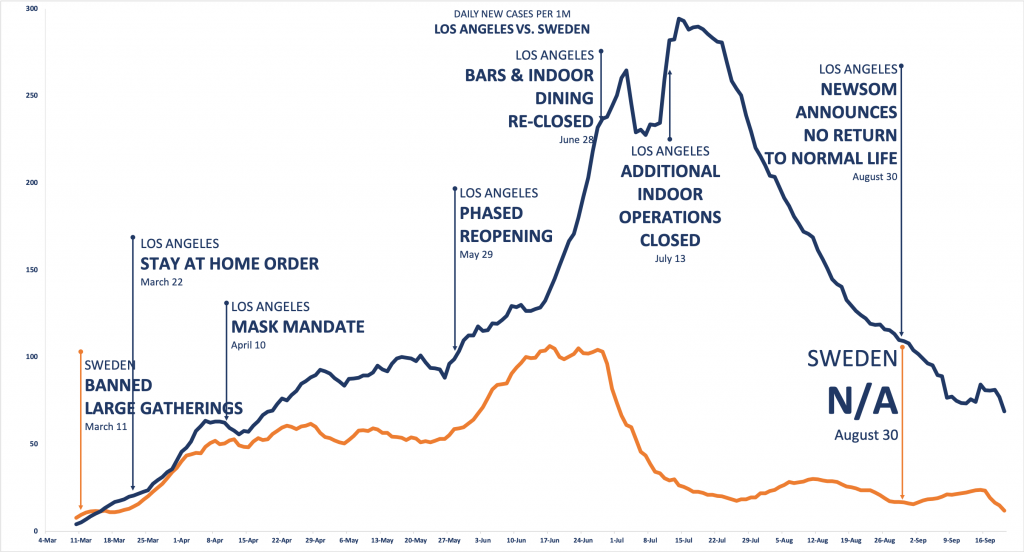 DAILY NEW CASES PER 1M
LOS ANGELES VS. SWEDEN
300
250
200
150
100
50
0
SWEDEN
BANNED
LARGE GATHERINGS
March 11
LOS ANGELES
STAY AT HOME ORDER
March 22
LOS ANGELES
MASK MANDATE
April 10
LOS ANGELES
PHASED
REOPENING
May 29
LOS ANGELES
BARS & INDOOR
DINING
RE-CLOSED
June 28
LOS ANGELES
ADDITIONAL
INDOOR
OPERATIONS
CLOSED
July 13
LOS ANGELES
NEWSOM
ANNOUNCES
NO RETURN
TO NORMAL LIFE
August 30
SWEDEN
N/A
August 30
4-Mar 11-Mar 18-Mar 25-Mar 1-Apr 8-Apr 15-Apr 22-Apr 29-Apr 6-May 13-May 20-May 27-May 3-Jun 10-Jun 17-Jun 24-Jun 1-Jul 8-Jul 15-Jul 22-Jul 29-Jul 5-Aug 12-Aug 19-Aug 26-Aug 2-Sep 9-Sep 16-Sep